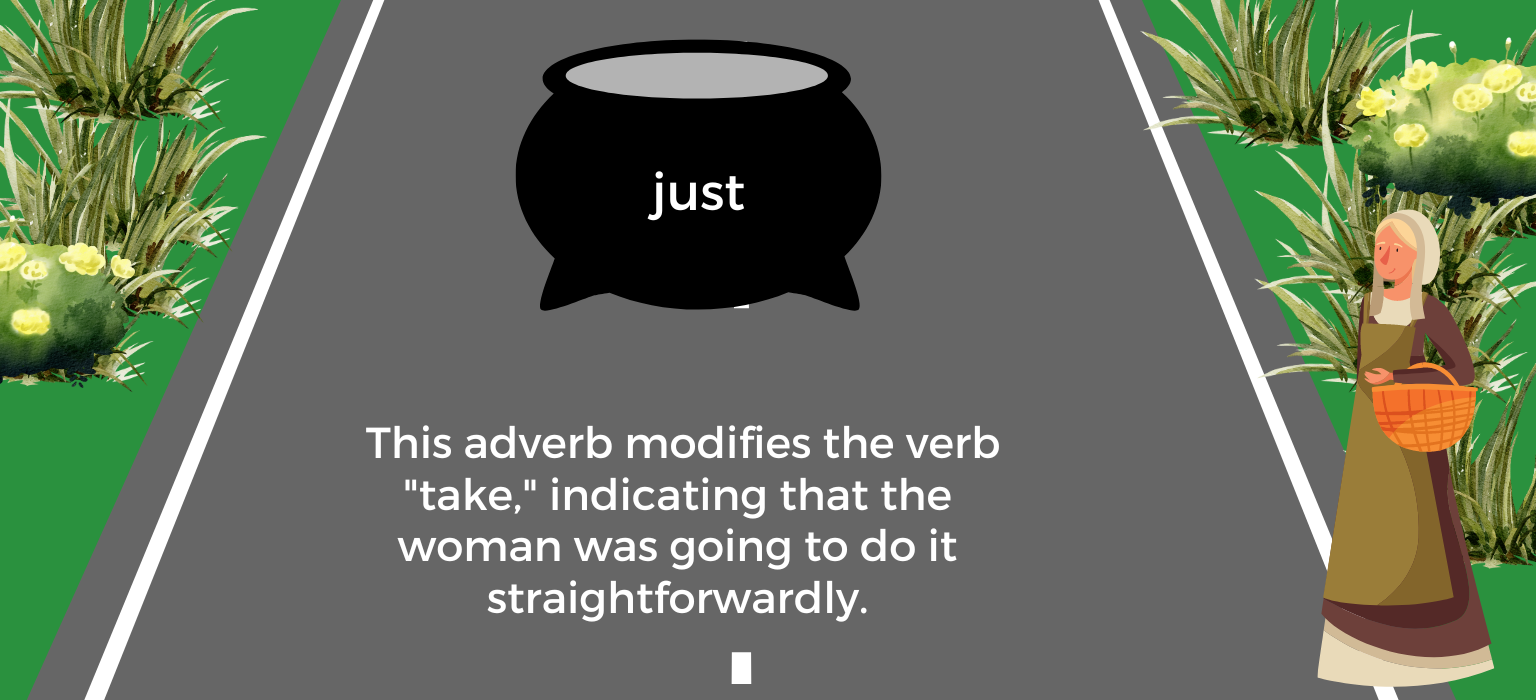 just
This adverb modifies the verb
"take," indicating that the
woman was going to do it
straightforwardly.